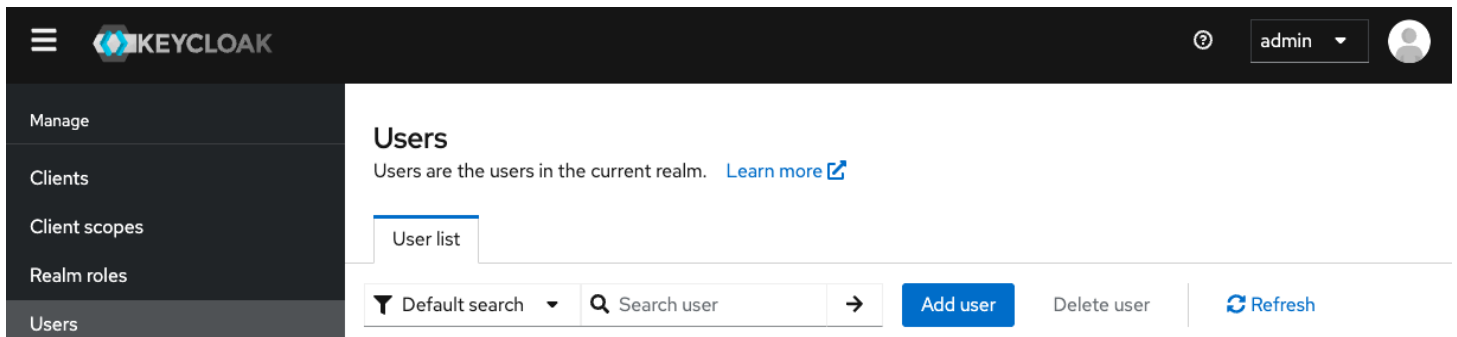 KEYCLOAK
admin
Manage
Clients
Client scopes
Realm roles
Users
Users
Users are the users in the current realm. Learn more
User list
Default search Search user Add user Delete user Refresh